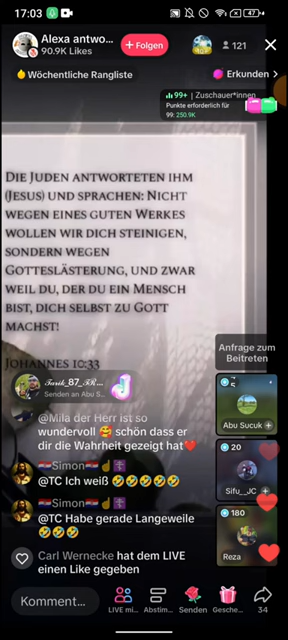 17:03
47
Alexa antwo...
90.9K Likes
+ Folgen
121
Wöchentliche Rangliste
Erkunden
99+ | Zuschauer*innen
Punkte erforderlich für
99: 250.9K
DIE JUDEN ANTWORTETEN IHM
(JESUS) UND SPRACHEN: NICHT
WEGEN EINES GUTEN WERKES
WOLLEN WIR DICH STEINIGEN,
SONDERN WEGEN
GOTTESLÄSTERUNG, UND ZWAR
WEIL DU, DER DU EIN MENSCH
BIST, DICH SELBST ZU GOTT
MACHST!
JOHANNES 10:33
Anfrage zum
Beitreten
Senden an Abu S...
Abu Sucuk
@Mila der Herr ist so
wundervoll 🥰 schön dass er
dir die Wahrheit gezeigt hat❤️
20
Sifu_JC
🇭🇷Simon🇭🇷☝️✝️
@TC Ich weiß 🤣🤣🤣🤣🤣
🇭🇷Simon🇭🇷☝️✝️
@TC Habe gerade Langeweile
🤣🤣🤣
180
Reza
Carl Wernecke hat dem LIVE
einen Like gegeben
Komment...
LIVE mi...
Abstim...
Senden
Gesche...
34